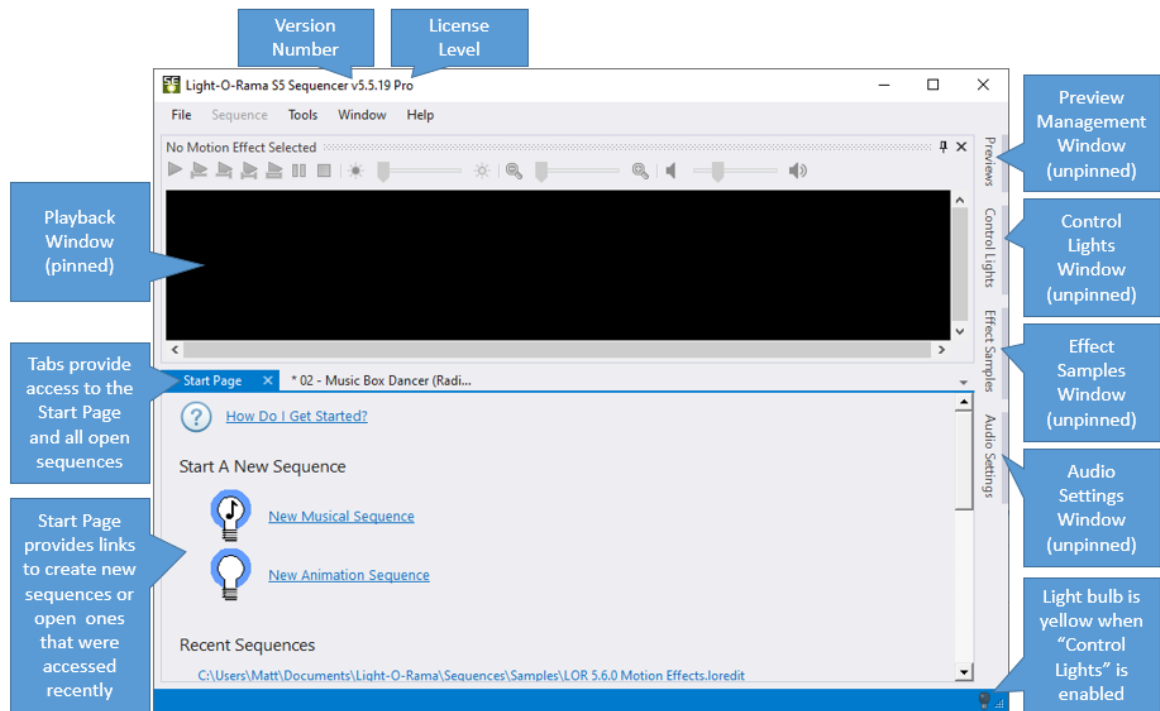 Version
Number
License
Level
Light-O-Rama S5 Sequencer v5.5.19 Pro
File Sequence Tools Window Help
No Motion Effect Selected
Previews
Control Lights
Effect Samples
Audio Settings
Preview
Management
Window
(unpinned)
Playback
Window
(pinned)
Control
Lights
Window
(unpinned)
Tabs provide
access to the
Start Page
and all open
sequences
Effect
Samples
Window
(unpinned)
Start Page * 02 - Music Box Dancer (Radi...
? How Do I Get Started?
Start A New Sequence
New Musical Sequence
New Animation Sequence
Recent Sequences
C:\Users\Matt\Documents\Light-O-Rama\Sequences\Samples\LOR 5.6.0 Motion Effects.loredit
Audio
Settings
Window
(unpinned)
Start Page
provides links
to create new
sequences or
open ones
that were
accessed
recently
Light bulb is
yellow when
“Control
Lights” is
enabled